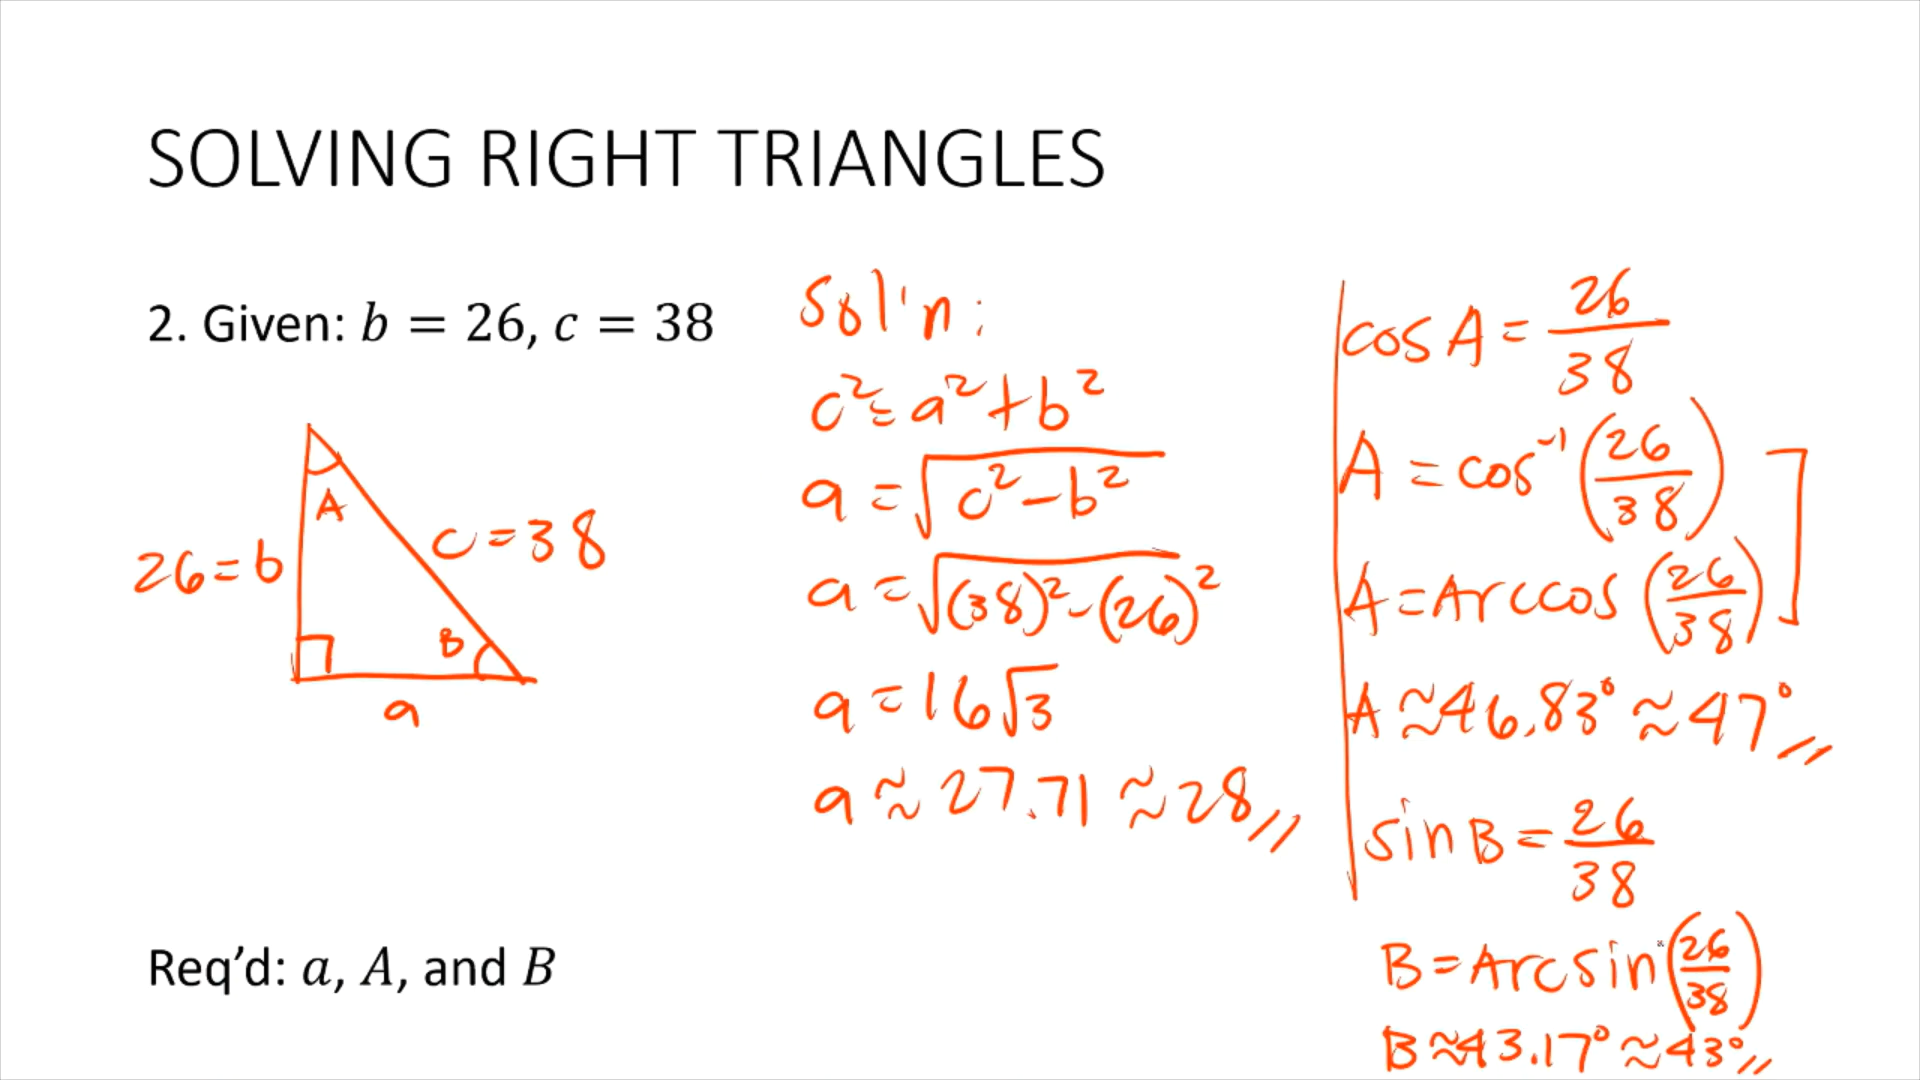 SOLVING RIGHT TRIANGLES
2. Given: b = 26, c = 38
A
26 = b
c = 38
B
a
Req'd: a, A, and B
Sol'n:
c² = a² + b²
a = √(c² − b²)
a = √((38)² − (26)²)
a = 16√3
a ≈ 27.71 ≈ 28//
cos A = 26/38
A = cos⁻¹(26/38)
A = Arccos(26/38)
A ≈ 46.83° ≈ 47°//
sin B = 26/38
B = Arcsin(26/38)
B ≈ 43.17° ≈ 43°//